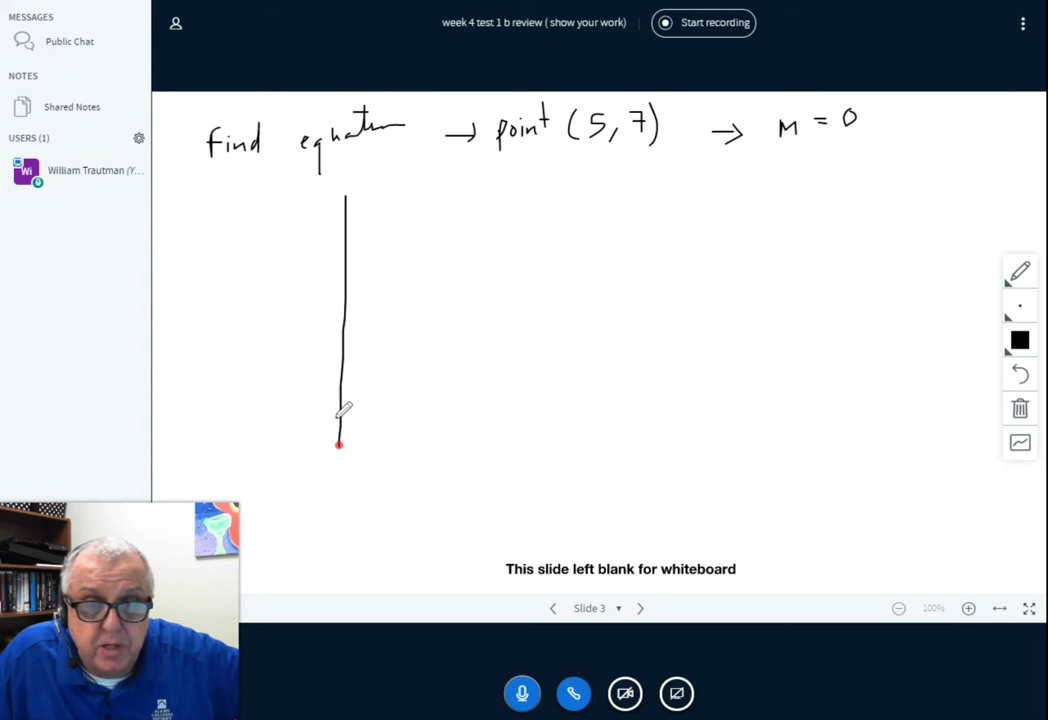 MESSAGES
Public Chat
NOTES
Shared Notes
USERS (1)
Wi
William Trautman (Y...
week 4 test 1 b review ( show your work)
Start recording
find equation → point (5, 7) → m = 0
This slide left blank for whiteboard
Slide 3
100%